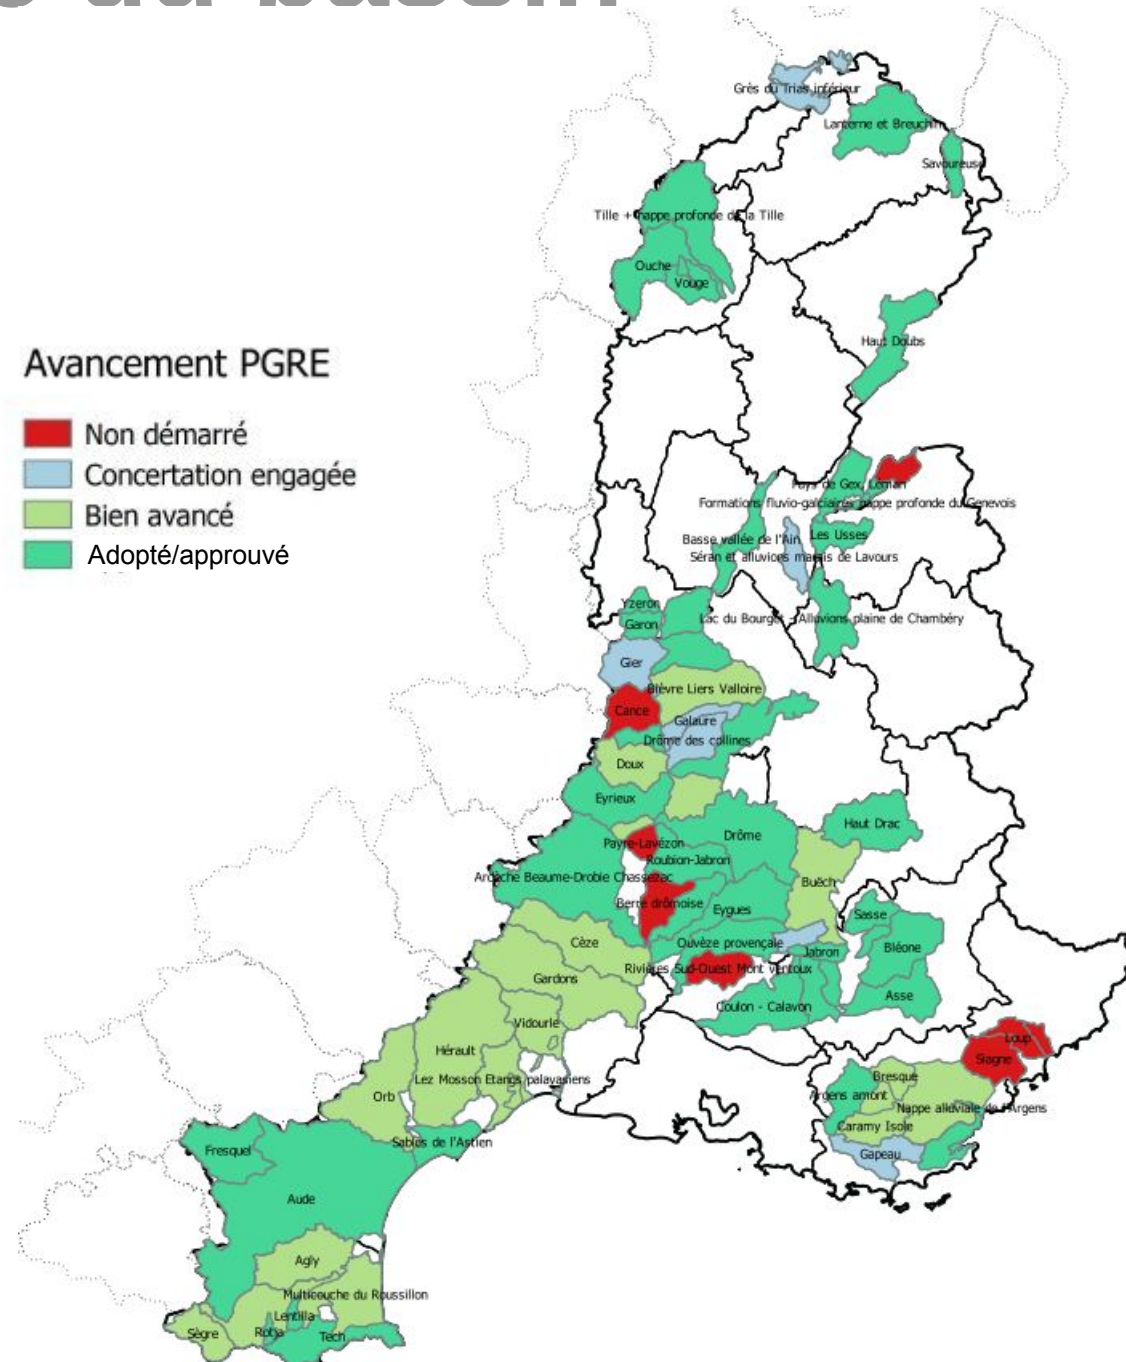 Grès du Trias inférieur
Lanterne et Breuchin
Savoureuse
Tille + nappe profonde de la Tille
Ouche
Vouge
Haut Doubs
Avancement PGRE
Non démarré
Concertation engagée
Bien avancé
Adopté/approuvé
Pays de Gex, Léman
Formations fluvio-galciaires nappe profonde du Genevois
Les Usses
Basse vallée de l'Ain
Séran et alluvions marais de Lavours
Yzeron
Garon
Lac du Bourget - Alluvions plaine de Chambéry
Gier
Bièvre Liers Valloire
Cance
Galaure
Drôme des collines
Doux
Eyrieux
Haut Drac
Drôme
Payre-Lavézon
Roubion-Jabron
Ardèche Beaume-Drobie Chassezac
Buëch
Berre drômoise
Eygues
Sasse
Cèze
Ouvèze provençale
Jabron
Bléone
Rivières Sud-Ouest Mont ventoux
Gardons
Asse
Coulon - Calavon
Vidourle
Loup
Hérault
Siagne
Lez Mosson Etangs palavasiens
Bresque
Orb
Argens amont
Nappe alluviale de l'Argens
Caramy Isole
Sables de l'Astien
Fresquel
Gapeau
Aude
Agly
Multicouche du Roussillon
Lentilla
Sègre
Rotja
Tech